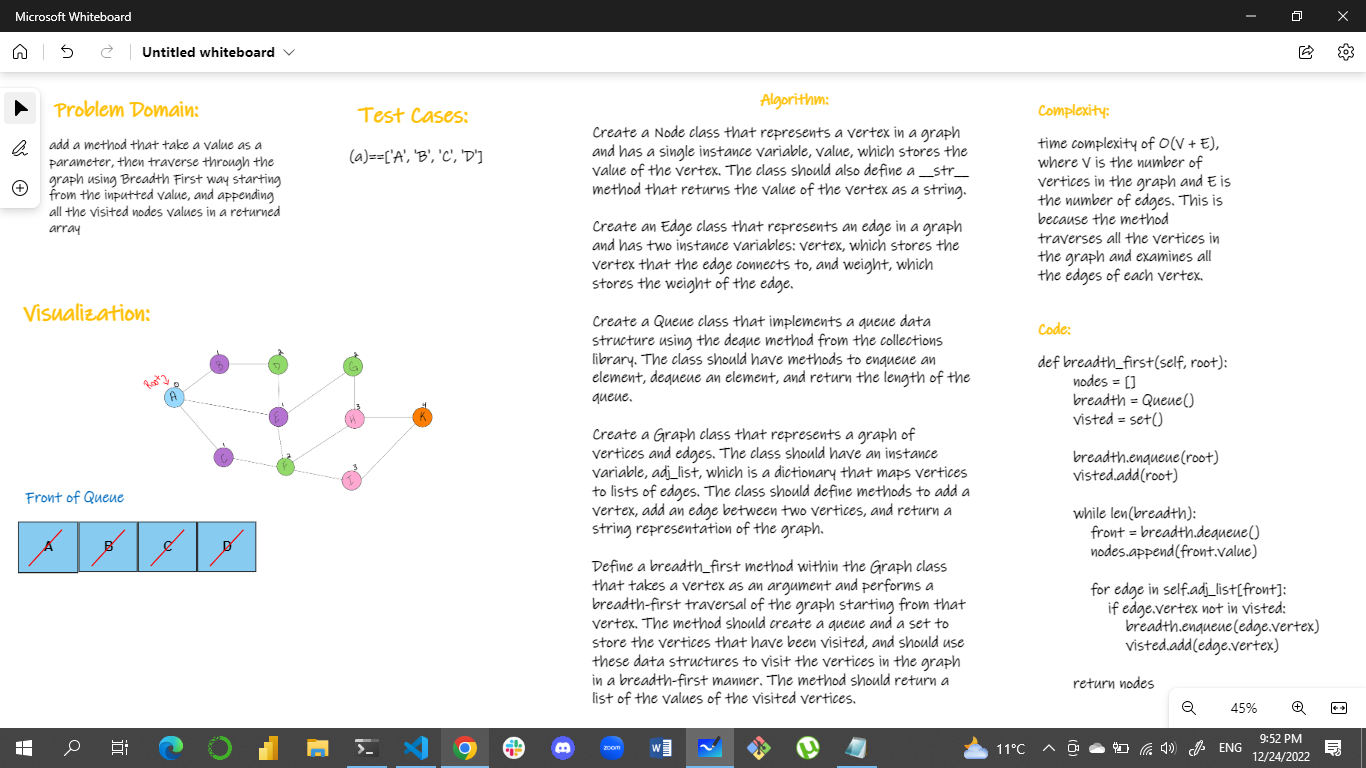 Microsoft Whiteboard
Untitled whiteboard
Problem Domain:
add a method that take a value as a
parameter, then traverse through the
graph using Breadth First way starting
from the inputted value, and appending
all the visited nodes values in a returned
array
Test Cases:
(a)==['A', 'B', 'C', 'D']
Visualization:
Root
0
A
1
B
2
D
2
G
1
E
3
H
4
K
1
C
2
F
3
I
Front of Queue
A B C D
Algorithm:
Create a Node class that represents a vertex in a graph
and has a single instance variable, value, which stores the
value of the vertex. The class should also define a __str__
method that returns the value of the vertex as a string.
Create an Edge class that represents an edge in a graph
and has two instance variables: vertex, which stores the
vertex that the edge connects to, and weight, which
stores the weight of the edge.
Create a Queue class that implements a queue data
structure using the deque method from the collections
library. The class should have methods to enqueue an
element, dequeue an element, and return the length of the
queue.
Create a Graph class that represents a graph of
vertices and edges. The class should have an instance
variable, adj_list, which is a dictionary that maps vertices
to lists of edges. The class should define methods to add a
vertex, add an edge between two vertices, and return a
string representation of the graph.
Define a breadth_first method within the Graph class
that takes a vertex as an argument and performs a
breadth-first traversal of the graph starting from that
vertex. The method should create a queue and a set to
store the vertices that have been visited, and should use
these data structures to visit the vertices in the graph
in a breadth-first manner. The method should return a
list of the values of the visited vertices.
Complexity:
time complexity of O(V + E),
where V is the number of
vertices in the graph and E is
the number of edges. This is
because the method
traverses all the vertices in
the graph and examines all
the edges of each vertex.
Code:
def breadth_first(self, root):
nodes = []
breadth = Queue()
visted = set()
breadth.enqueue(root)
visted.add(root)
while len(breadth):
front = breadth.dequeue()
nodes.append(front.value)
for edge in self.adj_list[front]:
if edge.vertex not in visted:
breadth.enqueue(edge.vertex)
visted.add(edge.vertex)
return nodes
45%
zoom
11°C
ENG
9:52 PM
12/24/2022